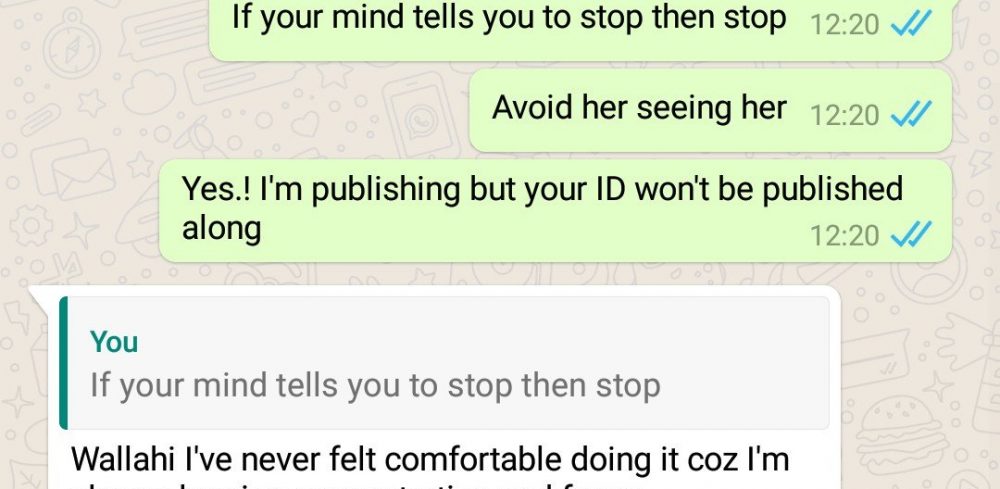 If your mind tells you to stop then stop 12:20
Avoid her seeing her 12:20
Yes.! I'm publishing but your ID won't be published
along 12:20
You
If your mind tells you to stop then stop
Wallahi I've never felt comfortable doing it coz I'm